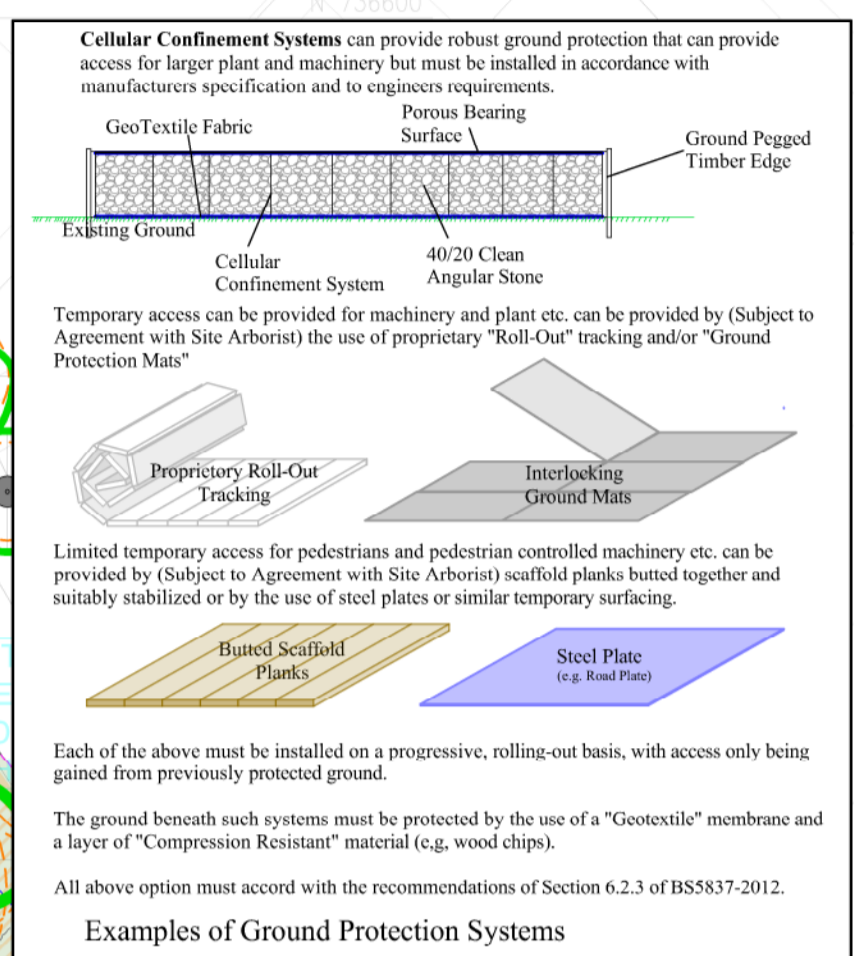 N 736600
Cellular Confinement Systems can provide robust ground protection that can provide
access for larger plant and machinery but must be installed in accordance with
manufacturers specification and to engineers requirements.
GeoTextile Fabric
Porous Bearing
Surface
Ground Pegged
Timber Edge
Existing Ground
Cellular
Confinement System
40/20 Clean
Angular Stone
Temporary access can be provided for machinery and plant etc. can be provided by (Subject to
Agreement with Site Arborist) the use of proprietary "Roll-Out" tracking and/or "Ground
Protection Mats"
Proprietory Roll-Out
Tracking
Interlocking
Ground Mats
Limited temporary access for pedestrians and pedestrian controlled machinery etc. can be
provided by (Subject to Agreement with Site Arborist) scaffold planks butted together and
suitably stabilized or by the use of steel plates or similar temporary surfacing.
Butted Scaffold
Planks
Steel Plate
(e.g. Road Plate)
Each of the above must be installed on a progressive, rolling-out basis, with access only being
gained from previously protected ground.
The ground beneath such systems must be protected by the use of a "Geotextile" membrane and
a layer of "Compression Resistant" material (e,g, wood chips).
All above option must accord with the recommendations of Section 6.2.3 of BS5837-2012.
Examples of Ground Protection Systems